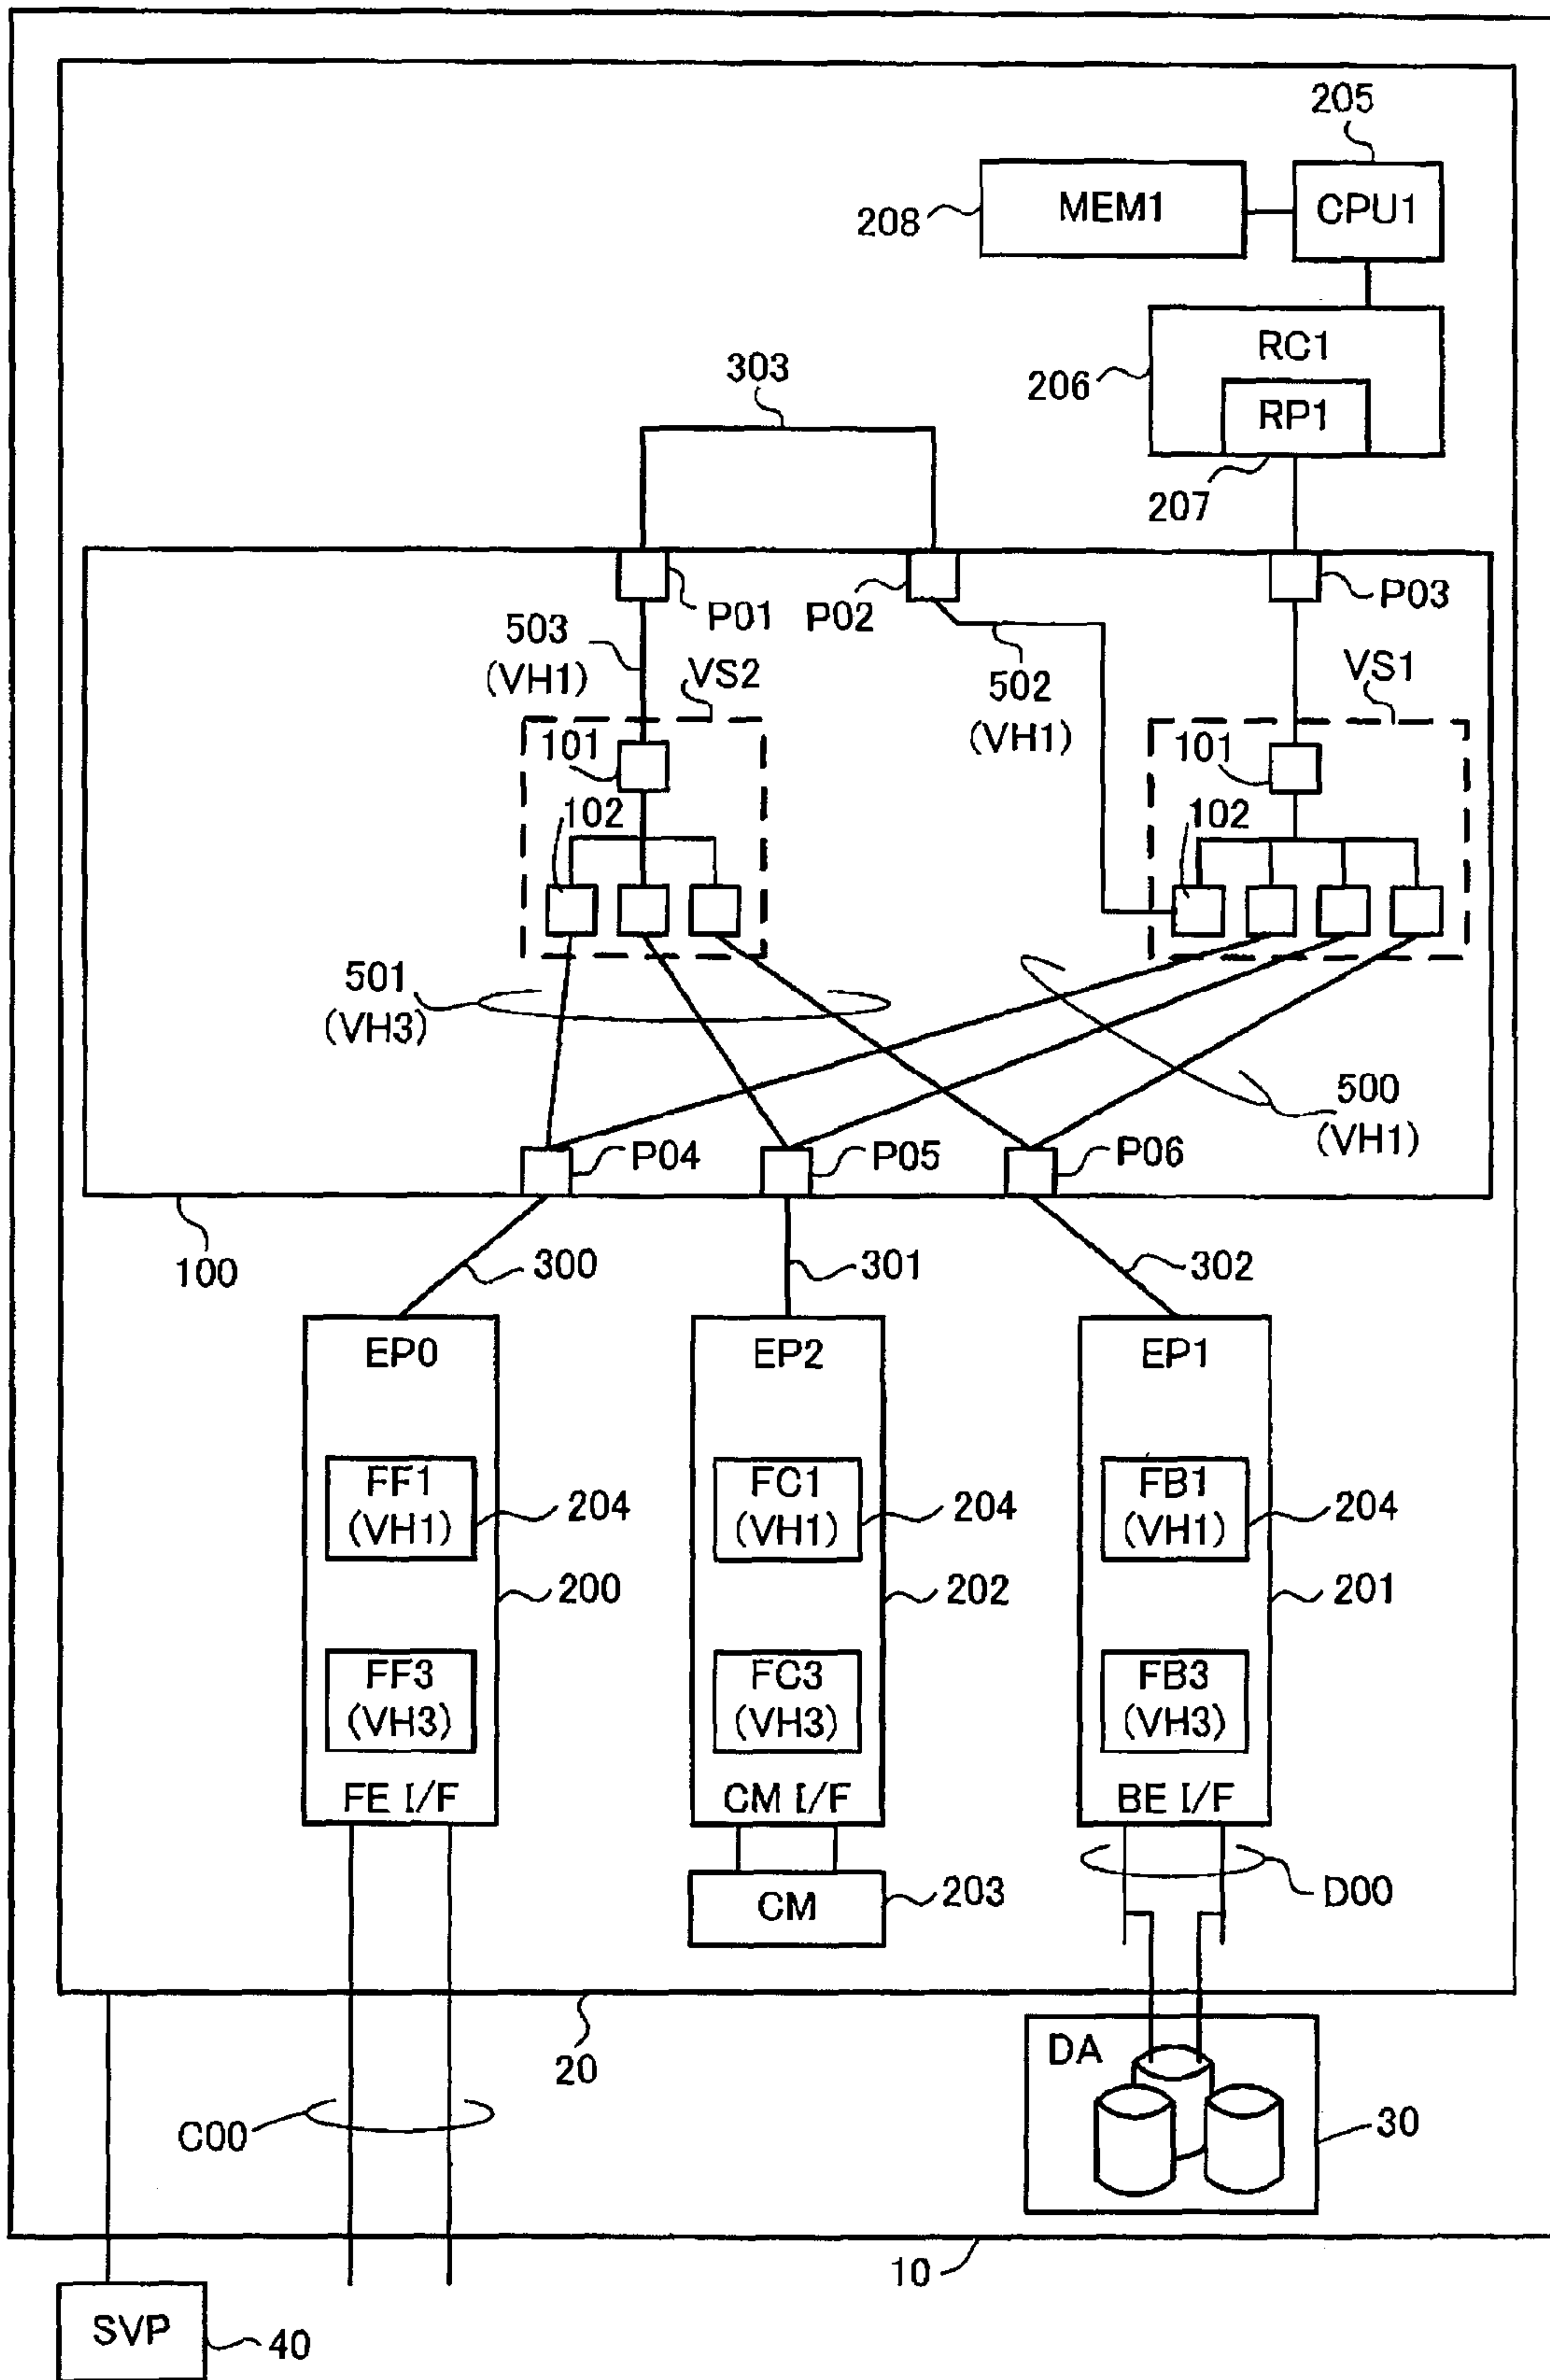 205
208
MEM1
CPU1
RC1
206
RP1
207
303
P01
P02
P03
503
(VH1)
VS2
502
(VH1)
VS1
101
102
101
102
501
(VH3)
500
(VH1)
P04
P05
P06
100
300
301
302
EP0
EP2
EP1
FF1
(VH1)
204
FC1
(VH1)
204
FB1
(VH1)
204
200
202
201
FF3
(VH3)
FC3
(VH3)
FB3
(VH3)
FE I/F
CM I/F
BE I/F
CM
203
D00
20
DA
C00
30
10
SVP
40